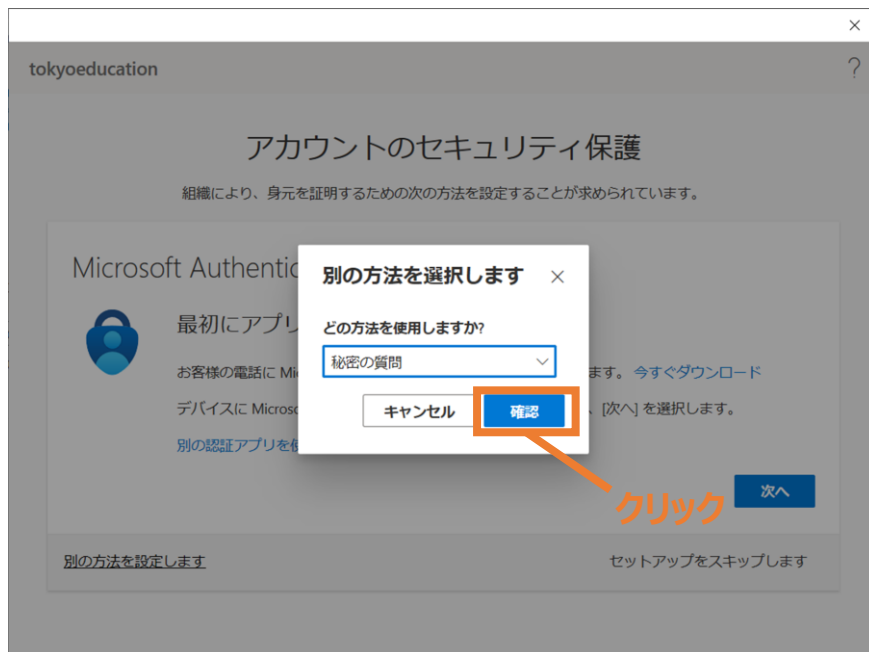 tokyoeducation
アカウントのセキュリティ保護
組織により、身元を証明するための次の方法を設定することが求められています。
Microsoft Authentic
別の方法を選択します
最初にアプリ
どの方法を使用しますか?
秘密の質問
お客様の電話に Mi
ます。 今すぐダウンロード
キャンセル
確認
デバイスに Microso
、[次へ] を選択します。
別の認証アプリを使
次へ
クリック
別の方法を設定します
セットアップをスキップします